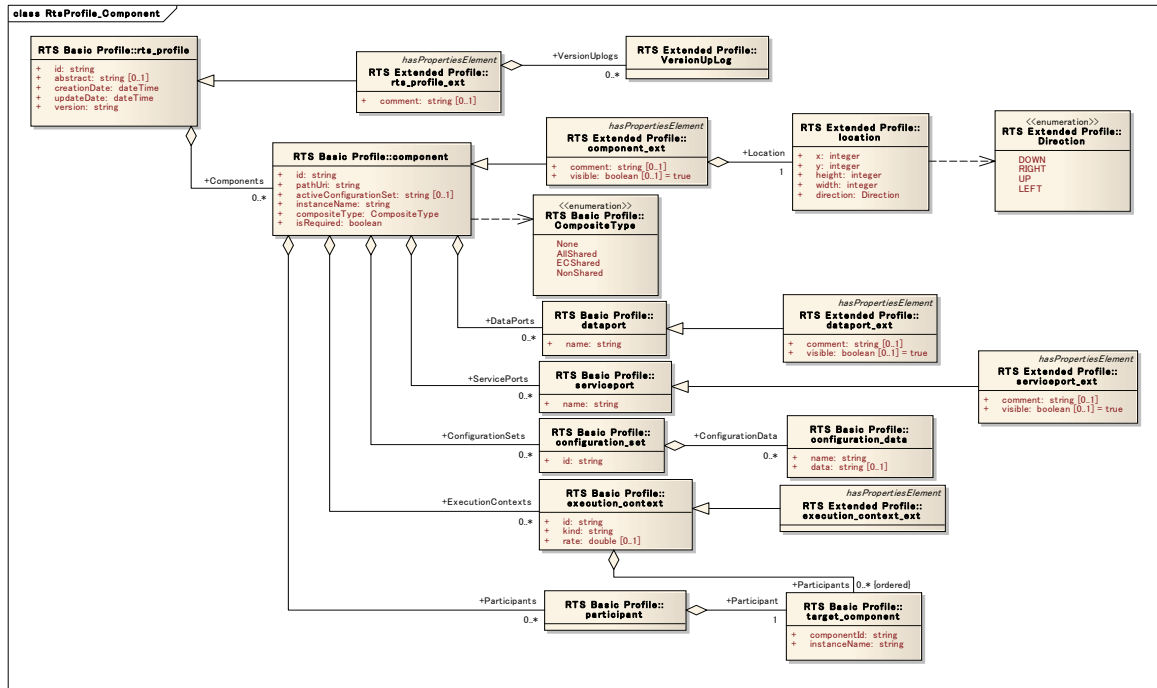 class RtsProfile_Component
RTS Basic Profile::rts_profile
+ id: string
+ abstract: string [0..1]
+ creationDate: dateTime
+ updateDate: dateTime
+ version: string
hasPropertiesElement
RTS Extended Profile::
rts_profile_ext
+ comment: string [0..1]
+VersionUplogs
0..*
RTS Extended Profile::
VersionUpLog
+Components
0..*
RTS Basic Profile::component
+ id: string
+ pathUri: string
+ activeConfigurationSet: string [0..1]
+ instanceName: string
+ compositeType: CompositeType
+ isRequired: boolean
hasPropertiesElement
RTS Extended Profile::
component_ext
+ comment: string [0..1]
+ visible: boolean [0..1] = true
+Location
1
RTS Extended Profile::
location
+ x: integer
+ y: integer
+ height: integer
+ width: integer
+ direction: Direction
<<enumeration>>
RTS Extended Profile::
Direction
DOWN
RIGHT
UP
LEFT
<<enumeration>>
RTS Basic Profile::
CompositeType
None
AllShared
ECShared
NonShared
+DataPorts
0..*
RTS Basic Profile::
dataport
+ name: string
hasPropertiesElement
RTS Extended Profile::
dataport_ext
+ comment: string [0..1]
+ visible: boolean [0..1] = true
+ServicePorts
0..*
RTS Basic Profile::
serviceport
+ name: string
hasPropertiesElement
RTS Extended Profile::
serviceport_ext
+ comment: string [0..1]
+ visible: boolean [0..1] = true
+ConfigurationSets
0..*
RTS Basic Profile::
configuration_set
+ id: string
+ConfigurationData
0..*
RTS Basic Profile::
configuration_data
+ name: string
+ data: string [0..1]
+ExecutionContexts
0..*
RTS Basic Profile::
execution_context
+ id: string
+ kind: string
+ rate: double [0..1]
hasPropertiesElement
RTS Extended Profile::
execution_context_ext
+Participants 0..* {ordered}
+Participants
0..*
RTS Basic Profile::
participant
+Participant
1
RTS Basic Profile::
target_component
+ componentId: string
+ instanceName: string